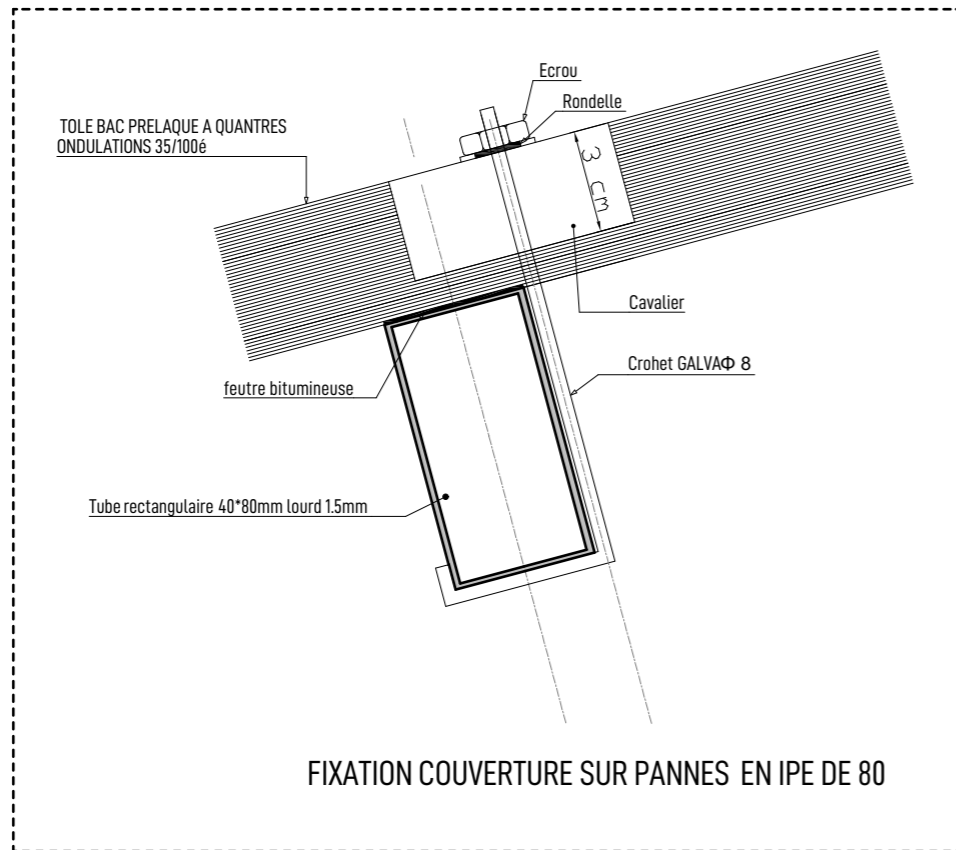 Ecrou
Rondelle
TOLE BAC PRELAQUE A QUANTRES
ONDULATIONS 35/100é
3 cm
Cavalier
Crohet GALVAΦ 8
feutre bitumineuse
Tube rectangulaire 40*80mm lourd 1.5mm
FIXATION COUVERTURE SUR PANNES EN IPE DE 80